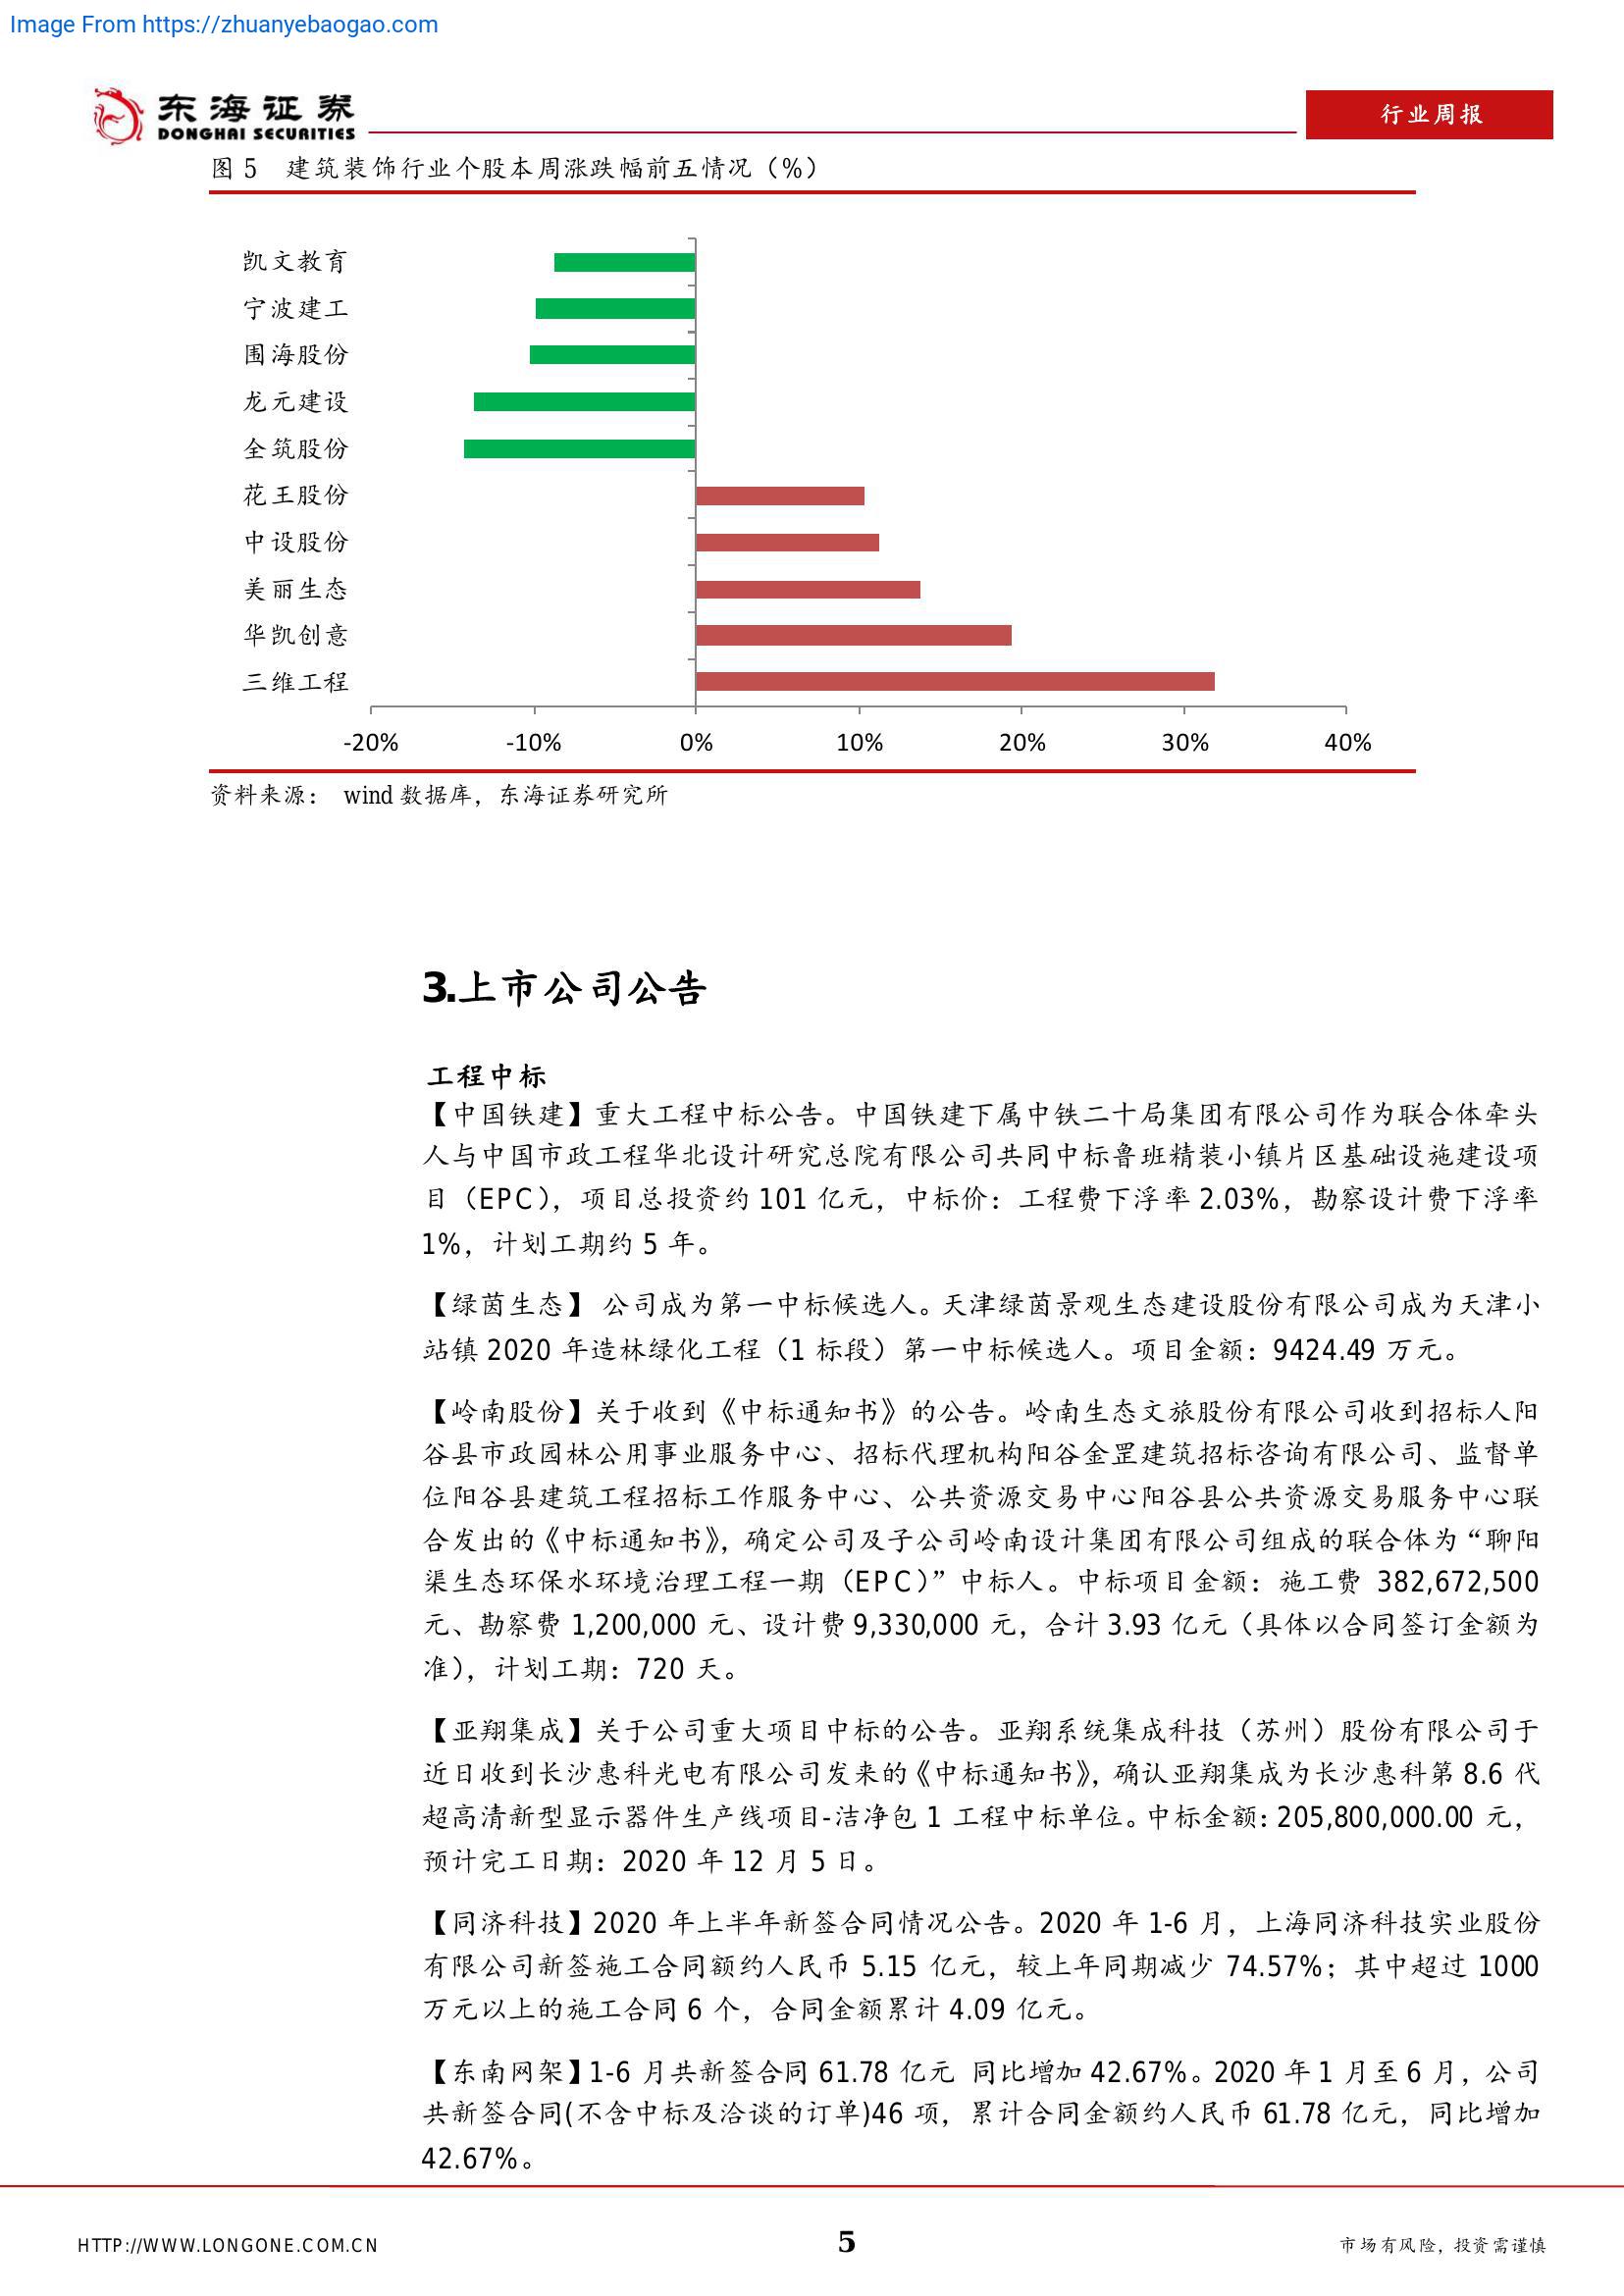 Image From https://zhuanyebaogao.com
东海证券
DONGHAI SECURITIES
行业周报
图 5 建筑装饰行业个股本周涨跌幅前五情况（%）
凯文教育
宁波建工
围海股份
龙元建设
全筑股份
花王股份
中设股份
美丽生态
华凯创意
三维工程
-20% -10% 0% 10% 20% 30% 40%
资料来源： wind 数据库，东海证券研究所
3.上市公司公告
工程中标
【中国铁建】重大工程中标公告。中国铁建下属中铁二十局集团有限公司作为联合体牵头
人与中国市政工程华北设计研究总院有限公司共同中标鲁班精装小镇片区基础设施建设项
目（EPC），项目总投资约 101 亿元，中标价：工程费下浮率 2.03%，勘察设计费下浮率
1%，计划工期约 5 年。
【绿茵生态】 公司成为第一中标候选人。天津绿茵景观生态建设股份有限公司成为天津小
站镇 2020 年造林绿化工程（1 标段）第一中标候选人。项目金额：9424.49 万元。
【岭南股份】关于收到《中标通知书》的公告。岭南生态文旅股份有限公司收到招标人阳
谷县市政园林公用事业服务中心、招标代理机构阳谷金罡建筑招标咨询有限公司、监督单
位阳谷县建筑工程招标工作服务中心、公共资源交易中心阳谷县公共资源交易服务中心联
合发出的《中标通知书》，确定公司及子公司岭南设计集团有限公司组成的联合体为“聊阳
渠生态环保水环境治理工程一期（EPC）”中标人。中标项目金额：施工费 382,672,500
元、勘察费 1,200,000 元、设计费 9,330,000 元，合计 3.93 亿元（具体以合同签订金额为
准），计划工期：720 天。
【亚翔集成】关于公司重大项目中标的公告。亚翔系统集成科技（苏州）股份有限公司于
近日收到长沙惠科光电有限公司发来的《中标通知书》，确认亚翔集成为长沙惠科第 8.6 代
超高清新型显示器件生产线项目-洁净包 1 工程中标单位。中标金额：205,800,000.00 元，
预计完工日期：2020 年 12 月 5 日。
【同济科技】2020 年上半年新签合同情况公告。2020 年 1-6 月，上海同济科技实业股份
有限公司新签施工合同额约人民币 5.15 亿元，较上年同期减少 74.57%；其中超过 1000
万元以上的施工合同 6 个，合同金额累计 4.09 亿元。
【东南网架】1-6 月共新签合同 61.78 亿元 同比增加 42.67%。2020 年 1 月至 6 月，公司
共新签合同(不含中标及洽谈的订单)46 项，累计合同金额约人民币 61.78 亿元，同比增加
42.67%。
HTTP://WWW.LONGONE.COM.CN 5 市场有风险，投资需谨慎